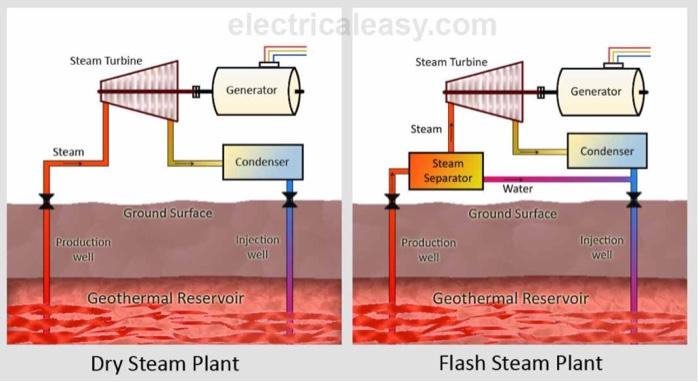 electricaleasy.com
Steam Turbine
Generator
Steam
Condenser
Ground Surface
Production
well
Injection
well
Geothermal Reservoir
Dry Steam Plant
Steam Turbine
Generator
Steam
Condenser
Steam
Separator
Water
Ground Surface
Production
well
Injection
well
Geothermal Reservoir
Flash Steam Plant